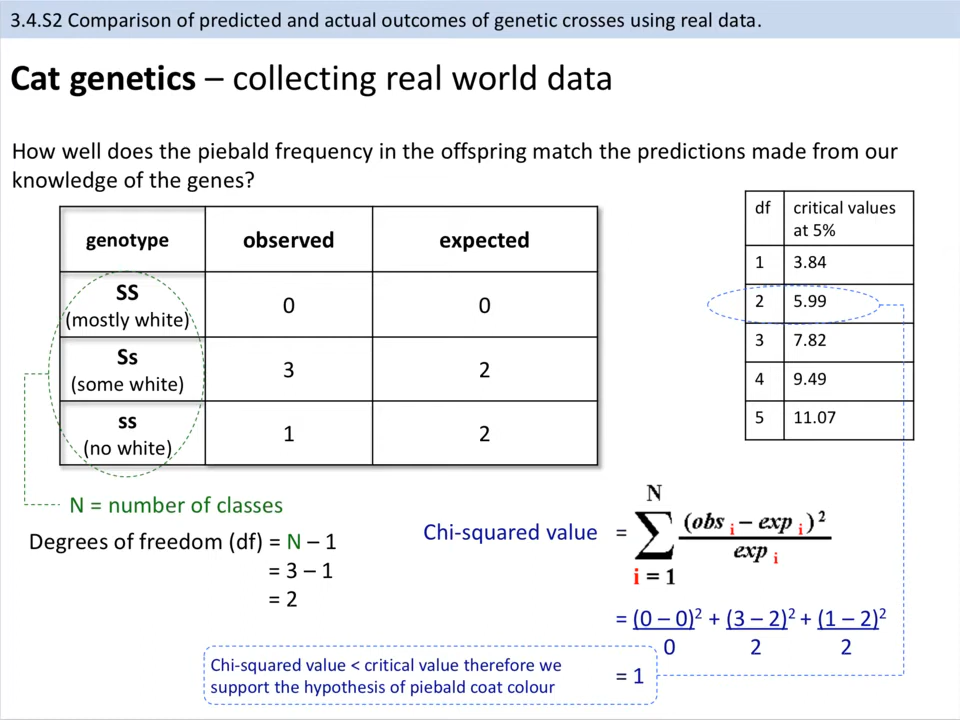 3.4.S2 Comparison of predicted and actual outcomes of genetic crosses using real data.
Cat genetics – collecting real world data
How well does the piebald frequency in the offspring match the predictions made from our
knowledge of the genes?
genotype observed expected
SS
(mostly white) 0 0
Ss
(some white) 3 2
ss
(no white) 1 2
df critical values
at 5%
1 3.84
2 5.99
3 7.82
4 9.49
5 11.07
N = number of classes
Degrees of freedom (df) = N – 1
= 3 – 1
= 2
Chi-squared value =
N
∑ (obs i – exp i)²
exp i
i = 1
= (0 – 0)² + (3 – 2)² + (1 – 2)²
0 2 2
= 1
Chi-squared value < critical value therefore we
support the hypothesis of piebald coat colour